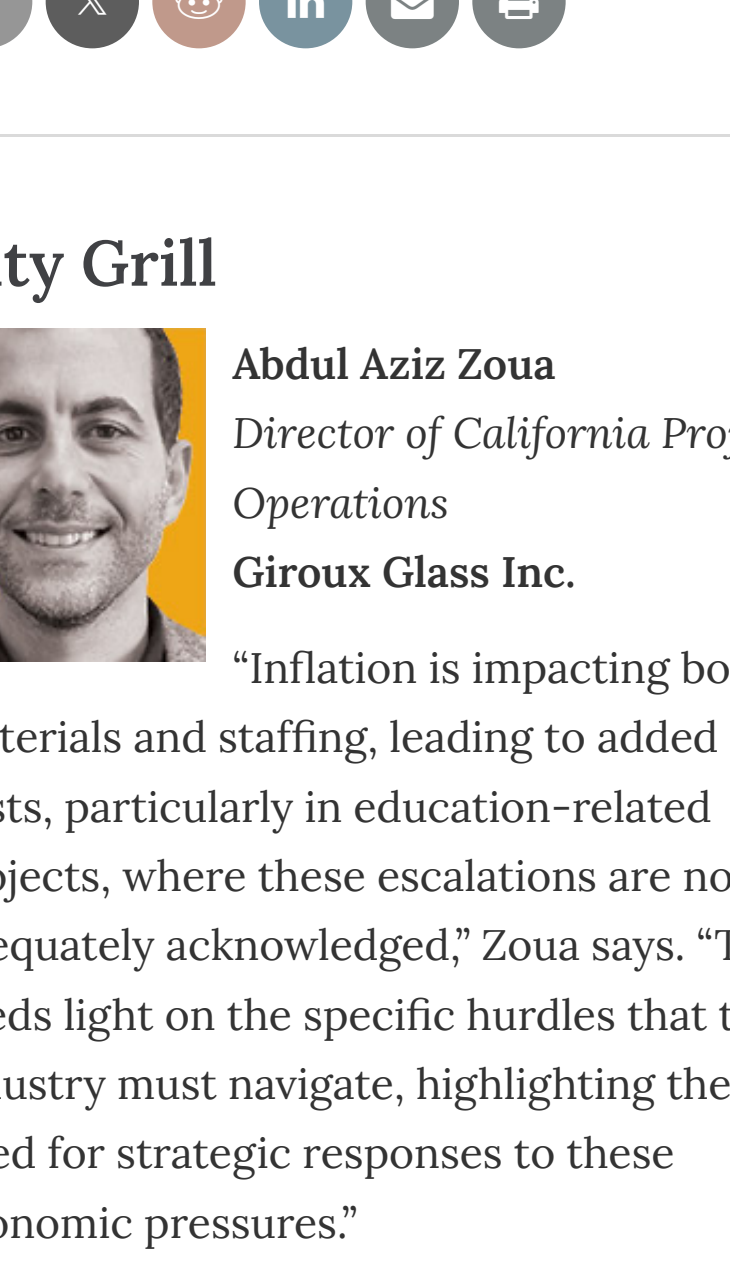 ty Grill
Abdul Aziz Zoua
Director of California Pro
Operations
Giroux Glass Inc.
“Inflation is impacting bo
terials and staffing, leading to added
sts, particularly in education-related
jects, where these escalations are no
equately acknowledged,” Zoua says. “T
eds light on the specific hurdles that t
ustry must navigate, highlighting the
ed for strategic responses to these
onomic pressures.”